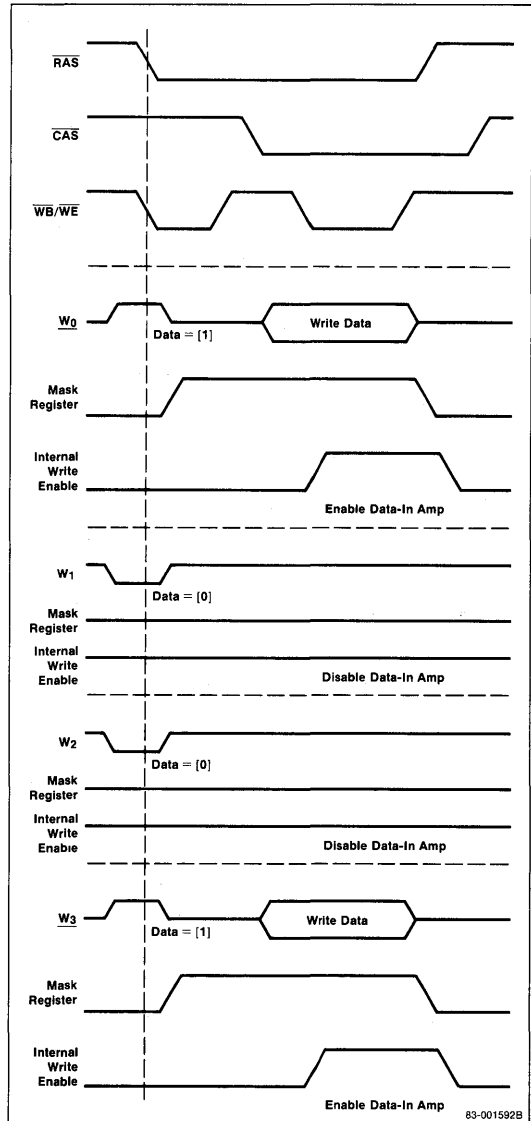 RAS
CAS
WB/WE
W0
Data = [1]
Write Data
Mask
Register
Internal
Write
Enable
Enable Data-In Amp
W1
Data = [0]
Mask
Register
Internal
Write
Enable
Disable Data-In Amp
W2
Data = [0]
Mask
Register
Internal
Write
Enable
Disable Data-In Amp
W3
Data = [1]
Write Data
Mask
Register
Internal
Write
Enable
Enable Data-In Amp
83-001592B